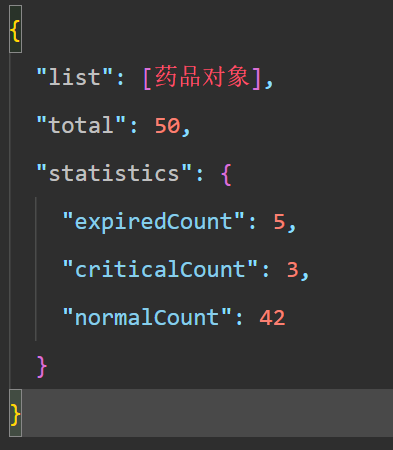 {
"list": [药品对象],
"total": 50,
"statistics": {
"expiredCount": 5,
"criticalCount": 3,
"normalCount": 42
}
}